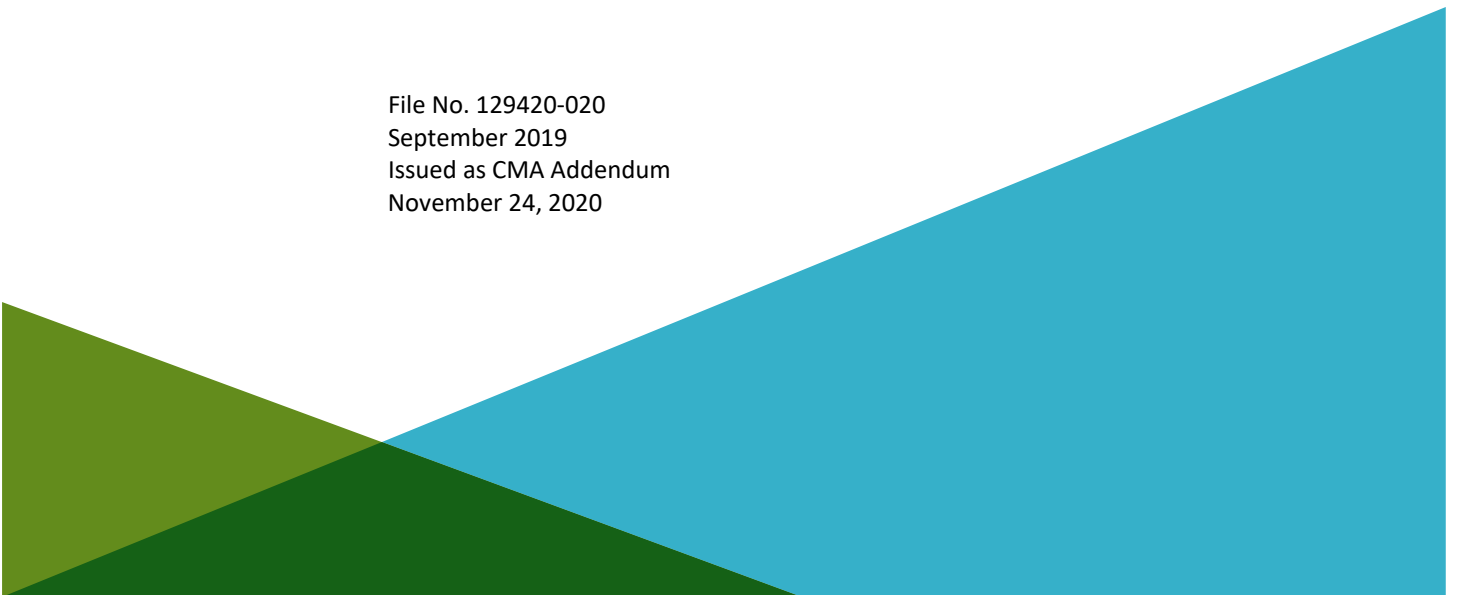 File No. 129420-020
September 2019
Issued as CMA Addendum
November 24, 2020